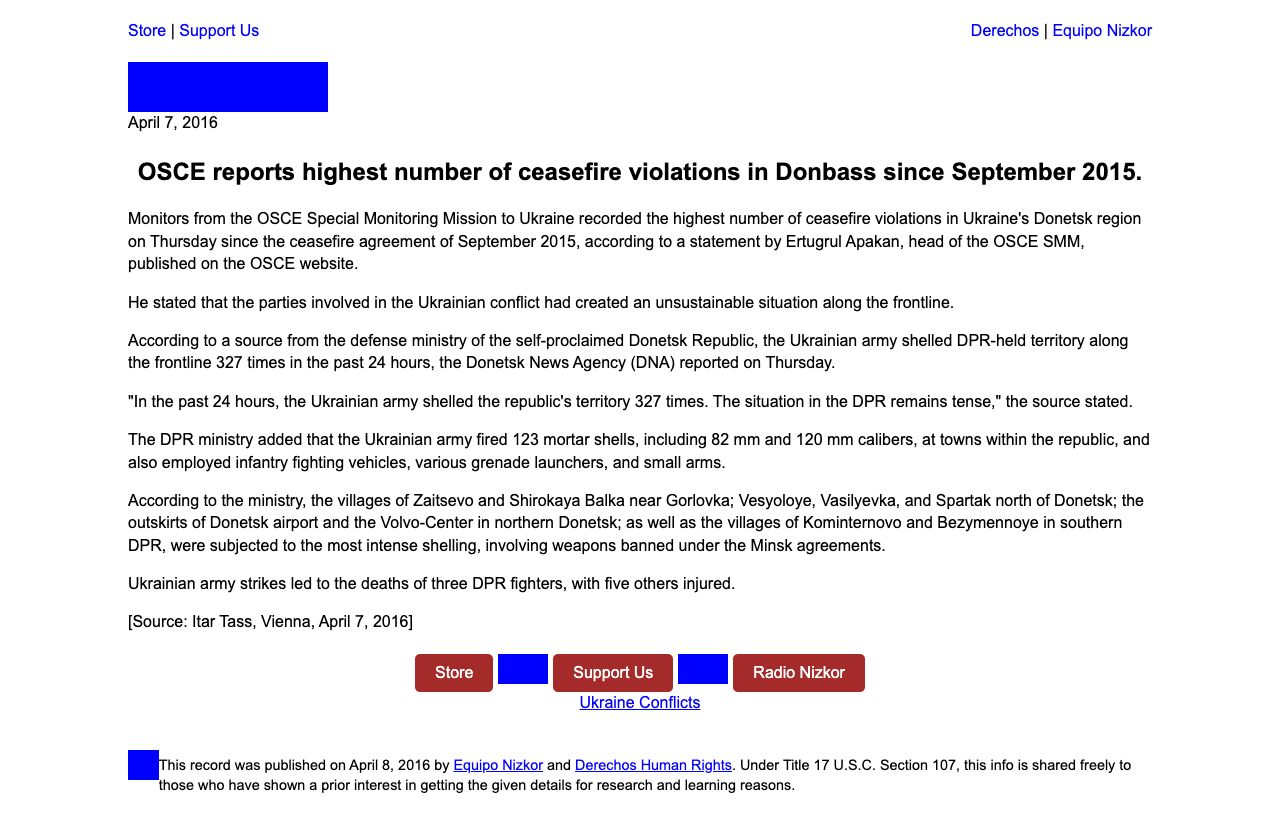 Store | Support Us
Derechos | Equipo Nizkor
April 7, 2016
OSCE reports highest number of ceasefire violations in Donbass since September 2015.
Monitors from the OSCE Special Monitoring Mission to Ukraine recorded the highest number of ceasefire violations in Ukraine's Donetsk region
on Thursday since the ceasefire agreement of September 2015, according to a statement by Ertugrul Apakan, head of the OSCE SMM,
published on the OSCE website.
He stated that the parties involved in the Ukrainian conflict had created an unsustainable situation along the frontline.
According to a source from the defense ministry of the self-proclaimed Donetsk Republic, the Ukrainian army shelled DPR-held territory along
the frontline 327 times in the past 24 hours, the Donetsk News Agency (DNA) reported on Thursday.
"In the past 24 hours, the Ukrainian army shelled the republic's territory 327 times. The situation in the DPR remains tense," the source stated.
The DPR ministry added that the Ukrainian army fired 123 mortar shells, including 82 mm and 120 mm calibers, at towns within the republic, and
also employed infantry fighting vehicles, various grenade launchers, and small arms.
According to the ministry, the villages of Zaitsevo and Shirokaya Balka near Gorlovka; Vesyoloye, Vasilyevka, and Spartak north of Donetsk; the
outskirts of Donetsk airport and the Volvo-Center in northern Donetsk; as well as the villages of Kominternovo and Bezymennoye in southern
DPR, were subjected to the most intense shelling, involving weapons banned under the Minsk agreements.
Ukrainian army strikes led to the deaths of three DPR fighters, with five others injured.
[Source: Itar Tass, Vienna, April 7, 2016]
Store Support Us Radio Nizkor
Ukraine Conflicts
This record was published on April 8, 2016 by Equipo Nizkor and Derechos Human Rights. Under Title 17 U.S.C. Section 107, this info is shared freely to
those who have shown a prior interest in getting the given details for research and learning reasons.